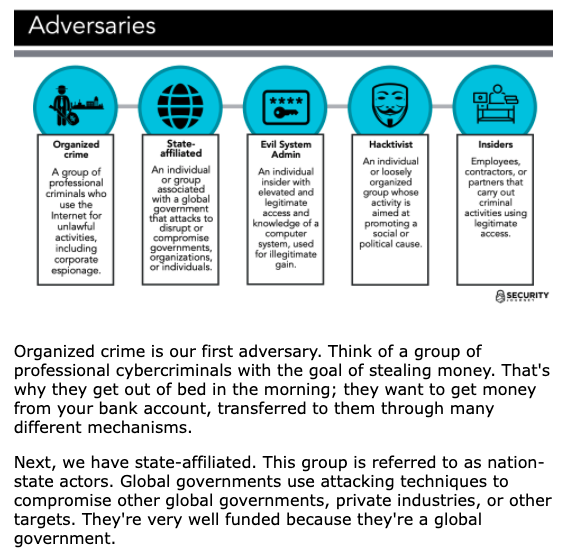 Adversaries
Organized
crime
A group of
professional
criminals who
use the
Internet for
unlawful
activities,
including
corporate
espionage.
State-
affiliated
An individual
or group
associated
with a global
government
that attacks to
disrupt or
compromise
governments,
organizations,
or individuals.
Evil System
Admin
An individual
insider with
elevated and
legitimate
access and
knowledge of a
computer
system, used
for illegitimate
gain.
Hacktivist
An individual
or loosely
organized
group whose
activity is
aimed at
promoting a
social or
political cause.
Insiders
Employees,
contractors, or
partners that
carry out
criminal
activities using
legitimate
access.
SECURITY
JOURNEY
Organized crime is our first adversary. Think of a group of
professional cybercriminals with the goal of stealing money. That's
why they get out of bed in the morning; they want to get money
from your bank account, transferred to them through many
different mechanisms.
Next, we have state-affiliated. This group is referred to as nation-
state actors. Global governments use attacking techniques to
compromise other global governments, private industries, or other
targets. They're very well funded because they're a global
government.